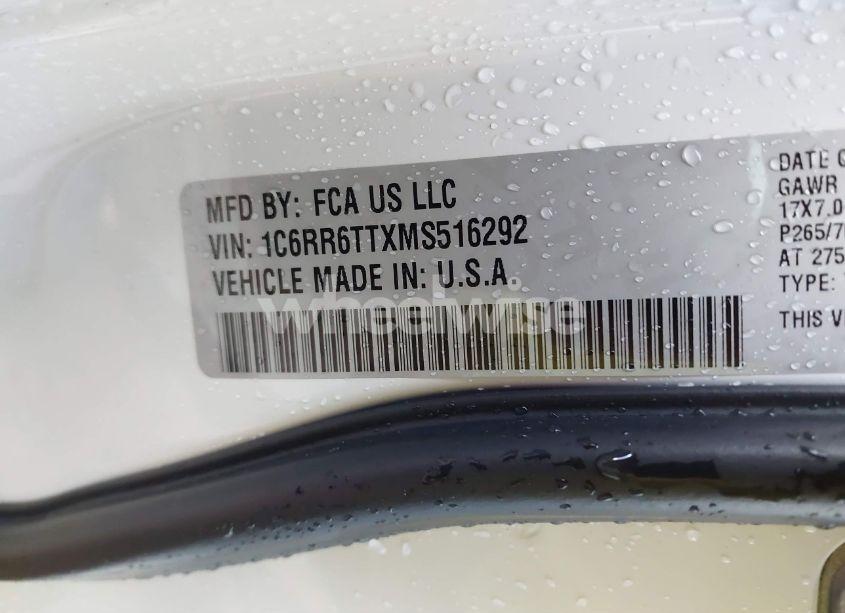 MFD BY: FCA US LLC
VIN: 1C6RR6TTXMS516292
VEHICLE MADE IN: U.S.A
wheelwise
DATE
GAWR
17X7.0
P265/7
AT 275
TYPE:
THIS